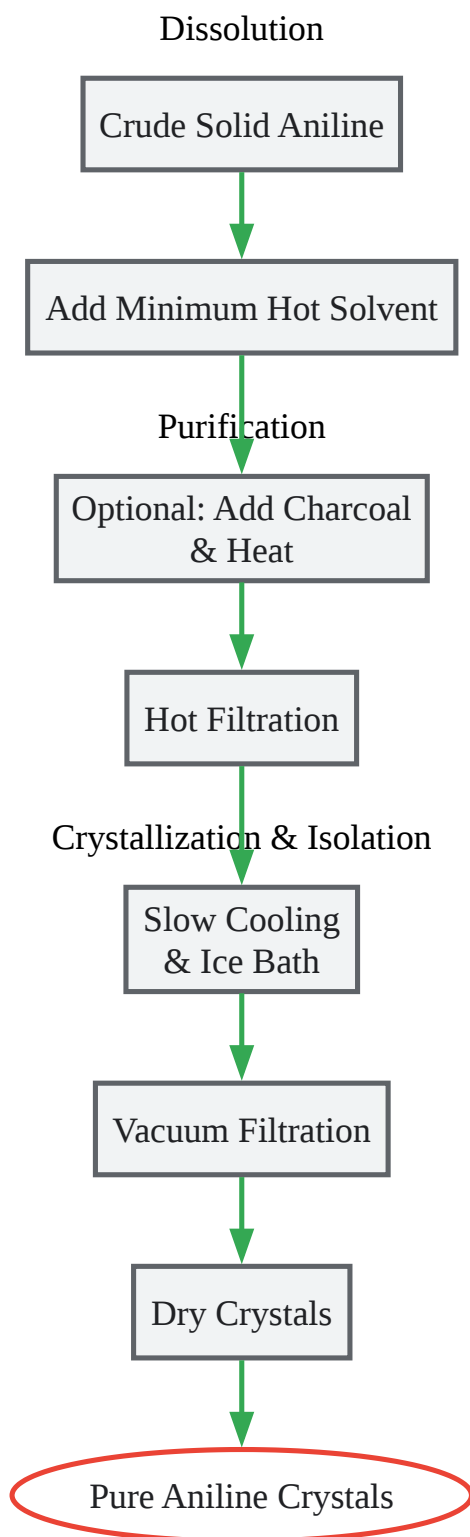 Dissolution
Crude Solid Aniline
Add Minimum Hot Solvent
Purification
Optional: Add Charcoal
& Heat
Hot Filtration
Crystallization & Isolation
Slow Cooling
& Ice Bath
Vacuum Filtration
Dry Crystals
Pure Aniline Crystals